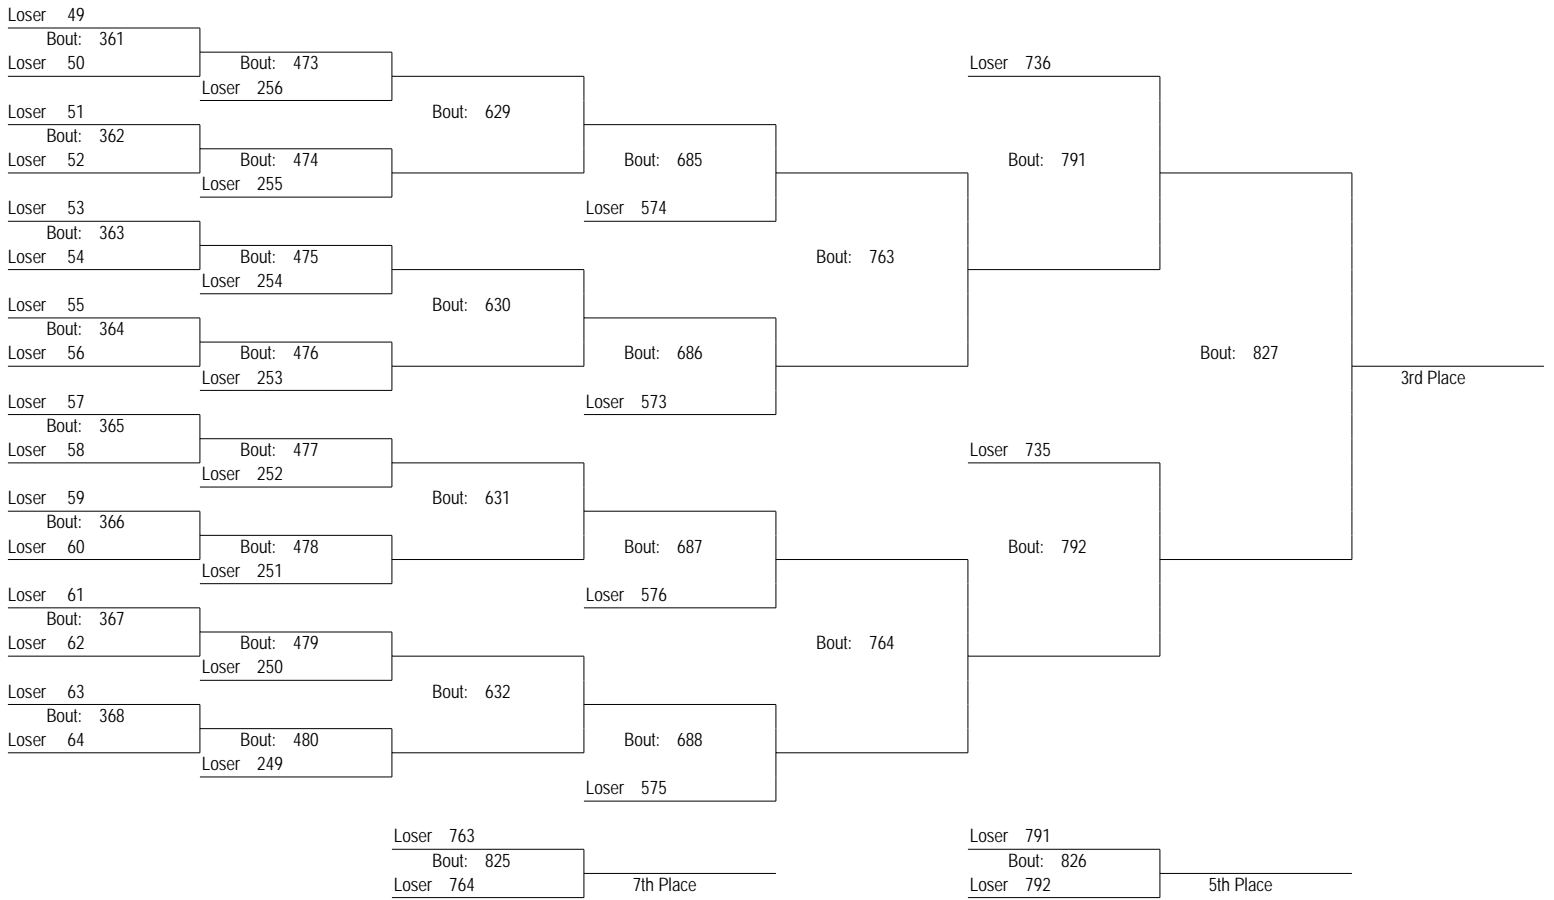 Loser 49
Bout: 361
Loser 50
Bout: 473
Loser 736
Loser 256
Loser 51
Bout: 629
Bout: 362
Loser 52
Bout: 474
Bout: 685
Bout: 791
Loser 255
Loser 53
Loser 574
Bout: 363
Loser 54
Bout: 475
Bout: 763
Loser 254
Loser 55
Bout: 630
Bout: 364
Loser 56
Bout: 476
Bout: 686
Bout: 827
Loser 253
3rd Place
Loser 57
Loser 573
Bout: 365
Loser 58
Bout: 477
Loser 735
Loser 252
Loser 59
Bout: 631
Bout: 366
Loser 60
Bout: 478
Bout: 687
Bout: 792
Loser 251
Loser 61
Loser 576
Bout: 367
Loser 62
Bout: 479
Bout: 764
Loser 250
Loser 63
Bout: 632
Bout: 368
Loser 64
Bout: 480
Bout: 688
Loser 249
Loser 575
Loser 763
Loser 791
Bout: 825
Bout: 826
Loser 764
7th Place
Loser 792
5th Place